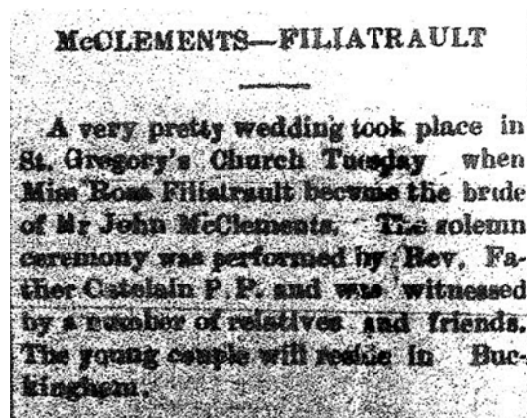 McCLEMENTS—FILIATRAULT
A very pretty wedding took place in
St. Gregory's Church Tuesday when
Miss Rosa Filiatrault became the bride
of Mr John McClements. The solemn
ceremony was performed by Rev. Fa-
ther Catelain P. P. and was witnessed
by a number of relatives and friends.
The young couple will reside in Buc-
kingham.